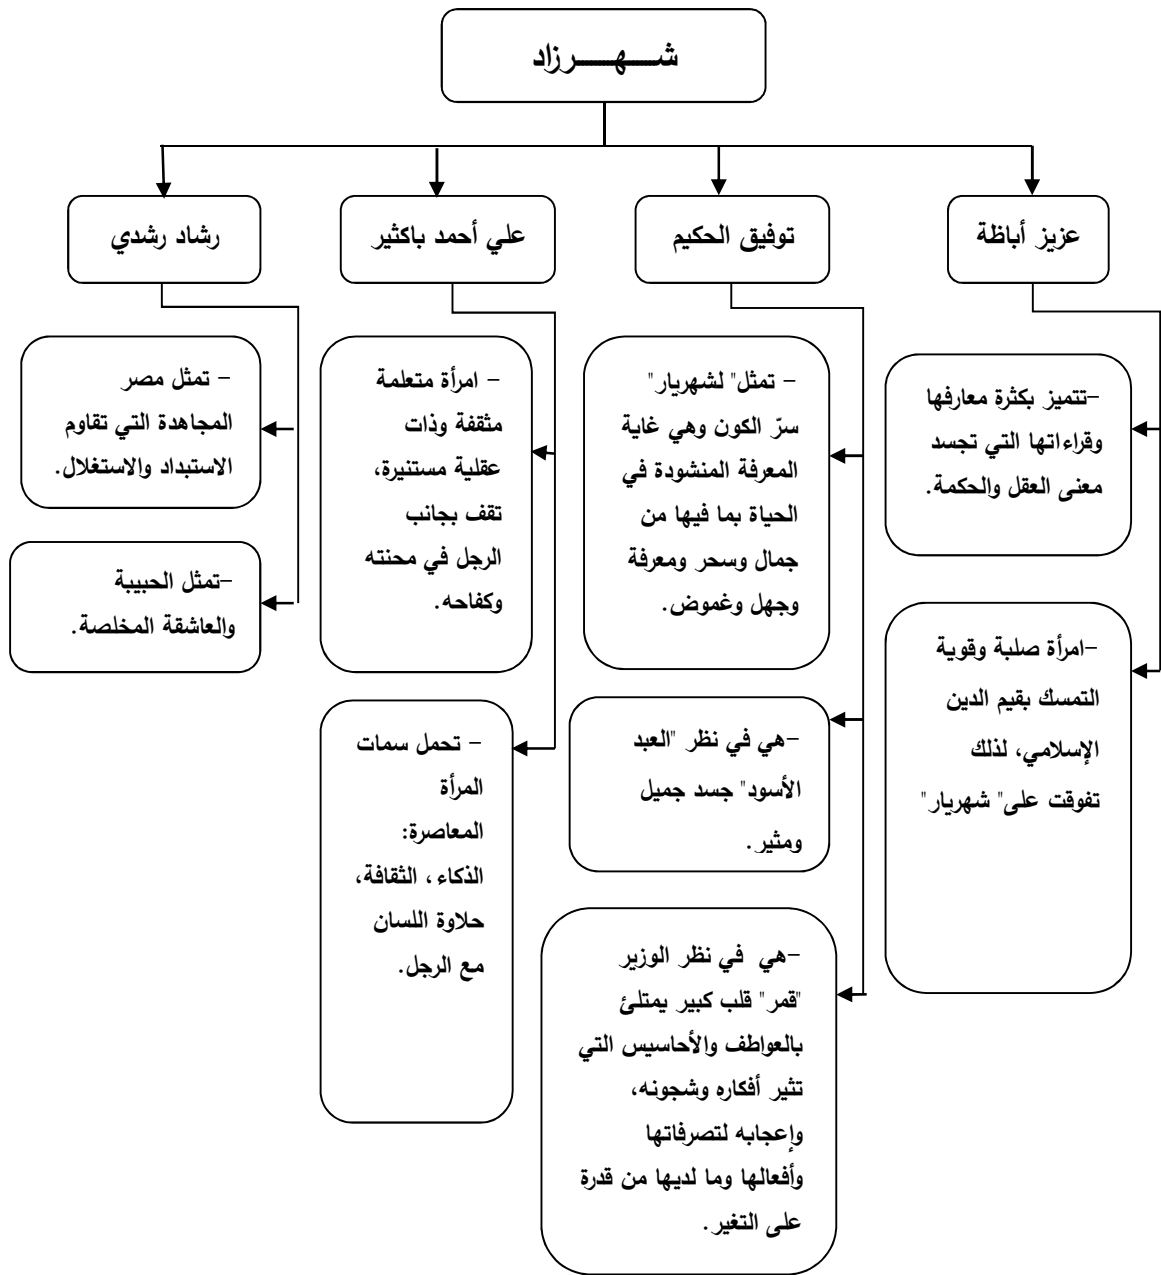 شـــهـــــرزاد
عزيز أباظة
توفيق الحكيم
علي أحمد باكثير
رشاد رشدي
–تتميز بكثرة معارفها
وقراءاتها التي تجسد
معنى العقل والحكمة.
–امرأة صلبة وقوية
التمسك بقيم الدين
الإسلامي، لذلك
تفوقت على" شهريار"
– تمثل" لشهريار"
سرّ الكون وهي غاية
المعرفة المنشودة في
الحياة بما فيها من
جمال وسحر ومعرفة
وجهل وغموض.
–هي في نظر "العبد
الأسود" جسد جميل
ومثير.
–هي في نظر الوزير
"قمر" قلب كبير يمتلئ
بالعواطف والأحاسيس التي
تثير أفكاره وشجونه،
وإعجابه لتصرفاتها
وأفعالها وما لديها من قدرة
على التغير.
– امرأة متعلمة
مثقفة وذات
عقلية مستنيرة،
تقف بجانب
الرجل في محنته
وكفاحه.
– تحمل سمات
المرأة
المعاصرة:
الذكاء، الثقافة،
حلاوة اللسان
مع الرجل.
– تمثل مصر
المجاهدة التي تقاوم
الاستبداد والاستغلال.
–تمثل الحبيبة
والعاشقة المخلصة.